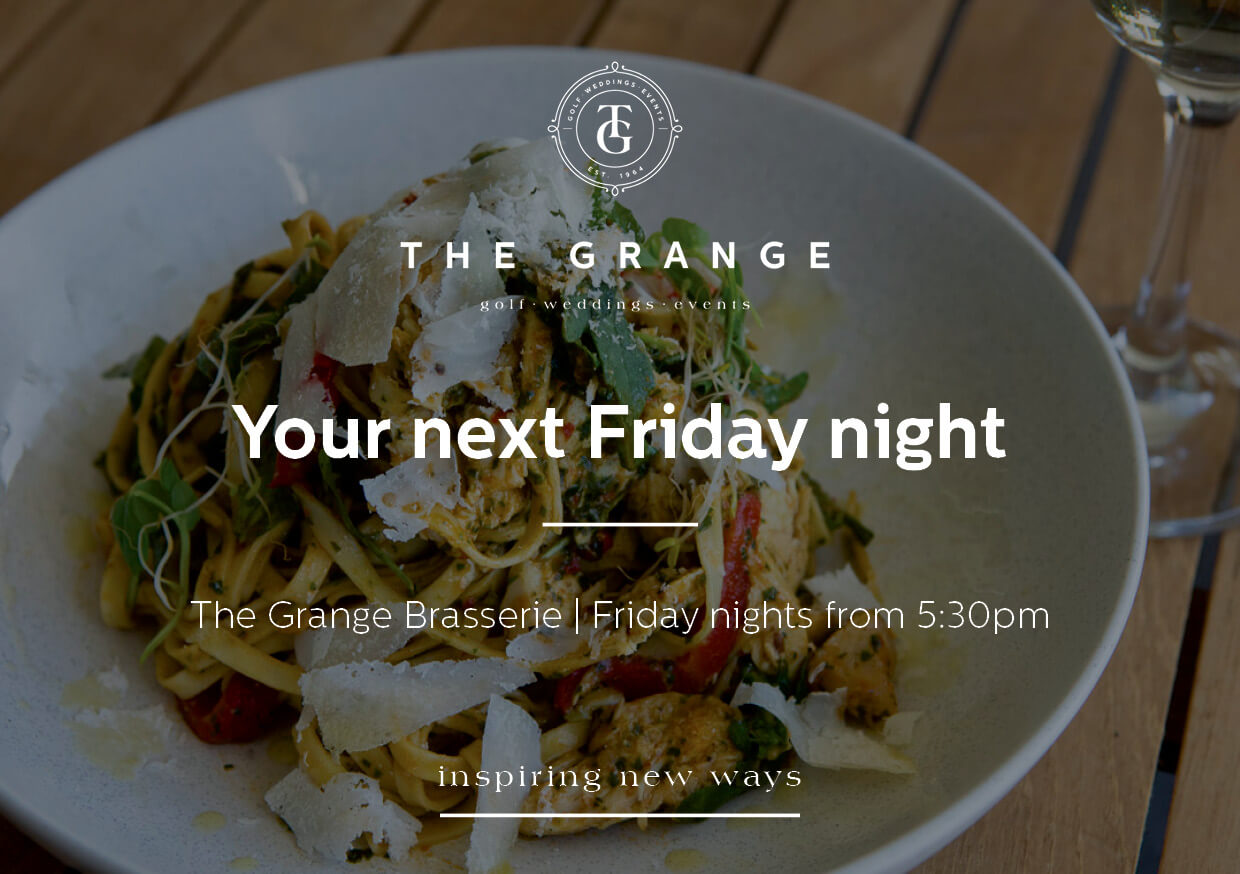 GOLF · WEDDINGS · EVENTS
TG
EST. 1964
THE GRANGE
golf · weddings · events
Your next Friday night
The Grange Brasserie | Friday nights from 5:30pm
inspiring new ways